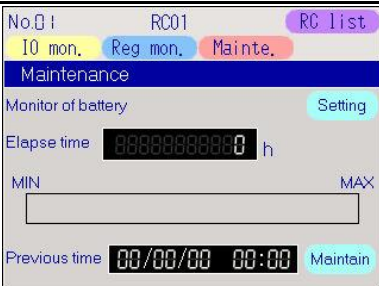 No.01 RC01 RC list
IO mon. Reg mon. Mainte.
Maintenance
Monitor of battery Setting
Elapse time 0 h
MIN MAX
Previous time 00/00/00 00:00 Maintain